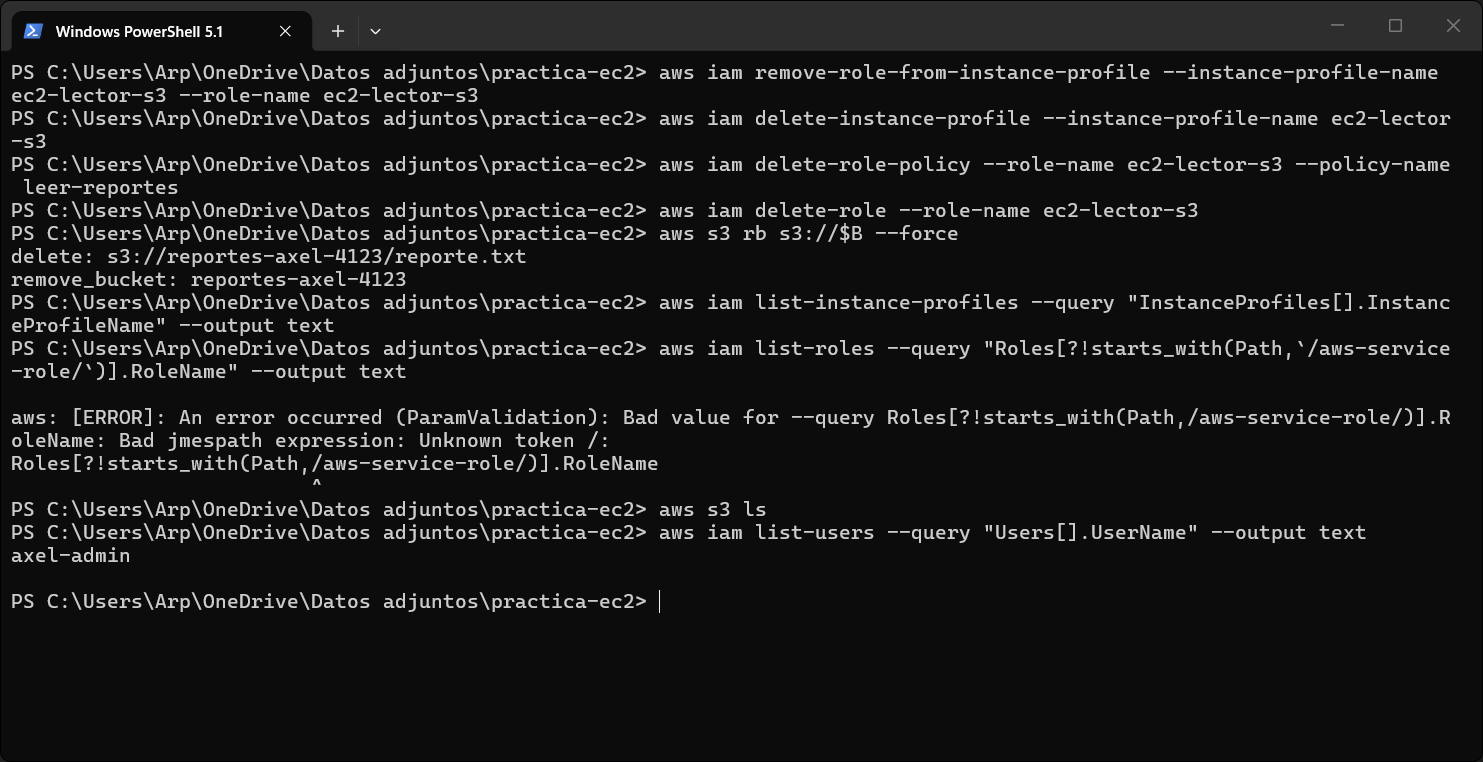 Windows PowerShell 5.1
PS C:\Users\Arp\OneDrive\Datos adjuntos\practica-ec2> aws iam remove-role-from-instance-profile --instance-profile-name
ec2-lector-s3 --role-name ec2-lector-s3
PS C:\Users\Arp\OneDrive\Datos adjuntos\practica-ec2> aws iam delete-instance-profile --instance-profile-name ec2-lector
-s3
PS C:\Users\Arp\OneDrive\Datos adjuntos\practica-ec2> aws iam delete-role-policy --role-name ec2-lector-s3 --policy-name
 leer-reportes
PS C:\Users\Arp\OneDrive\Datos adjuntos\practica-ec2> aws iam delete-role --role-name ec2-lector-s3
PS C:\Users\Arp\OneDrive\Datos adjuntos\practica-ec2> aws s3 rb s3://$B --force
delete: s3://reportes-axel-4123/reporte.txt
remove_bucket: reportes-axel-4123
PS C:\Users\Arp\OneDrive\Datos adjuntos\practica-ec2> aws iam list-instance-profiles --query "InstanceProfiles[].Instanc
eProfileName" --output text
PS C:\Users\Arp\OneDrive\Datos adjuntos\practica-ec2> aws iam list-roles --query "Roles[?!starts_with(Path,`/aws-service
-role/`)].RoleName" --output text

aws: [ERROR]: An error occurred (ParamValidation): Bad value for --query Roles[?!starts_with(Path,/aws-service-role/)].R
oleName: Bad jmespath expression: Unknown token /:
Roles[?!starts_with(Path,/aws-service-role/)].RoleName
                         ^
PS C:\Users\Arp\OneDrive\Datos adjuntos\practica-ec2> aws s3 ls
PS C:\Users\Arp\OneDrive\Datos adjuntos\practica-ec2> aws iam list-users --query "Users[].UserName" --output text
axel-admin

PS C:\Users\Arp\OneDrive\Datos adjuntos\practica-ec2>